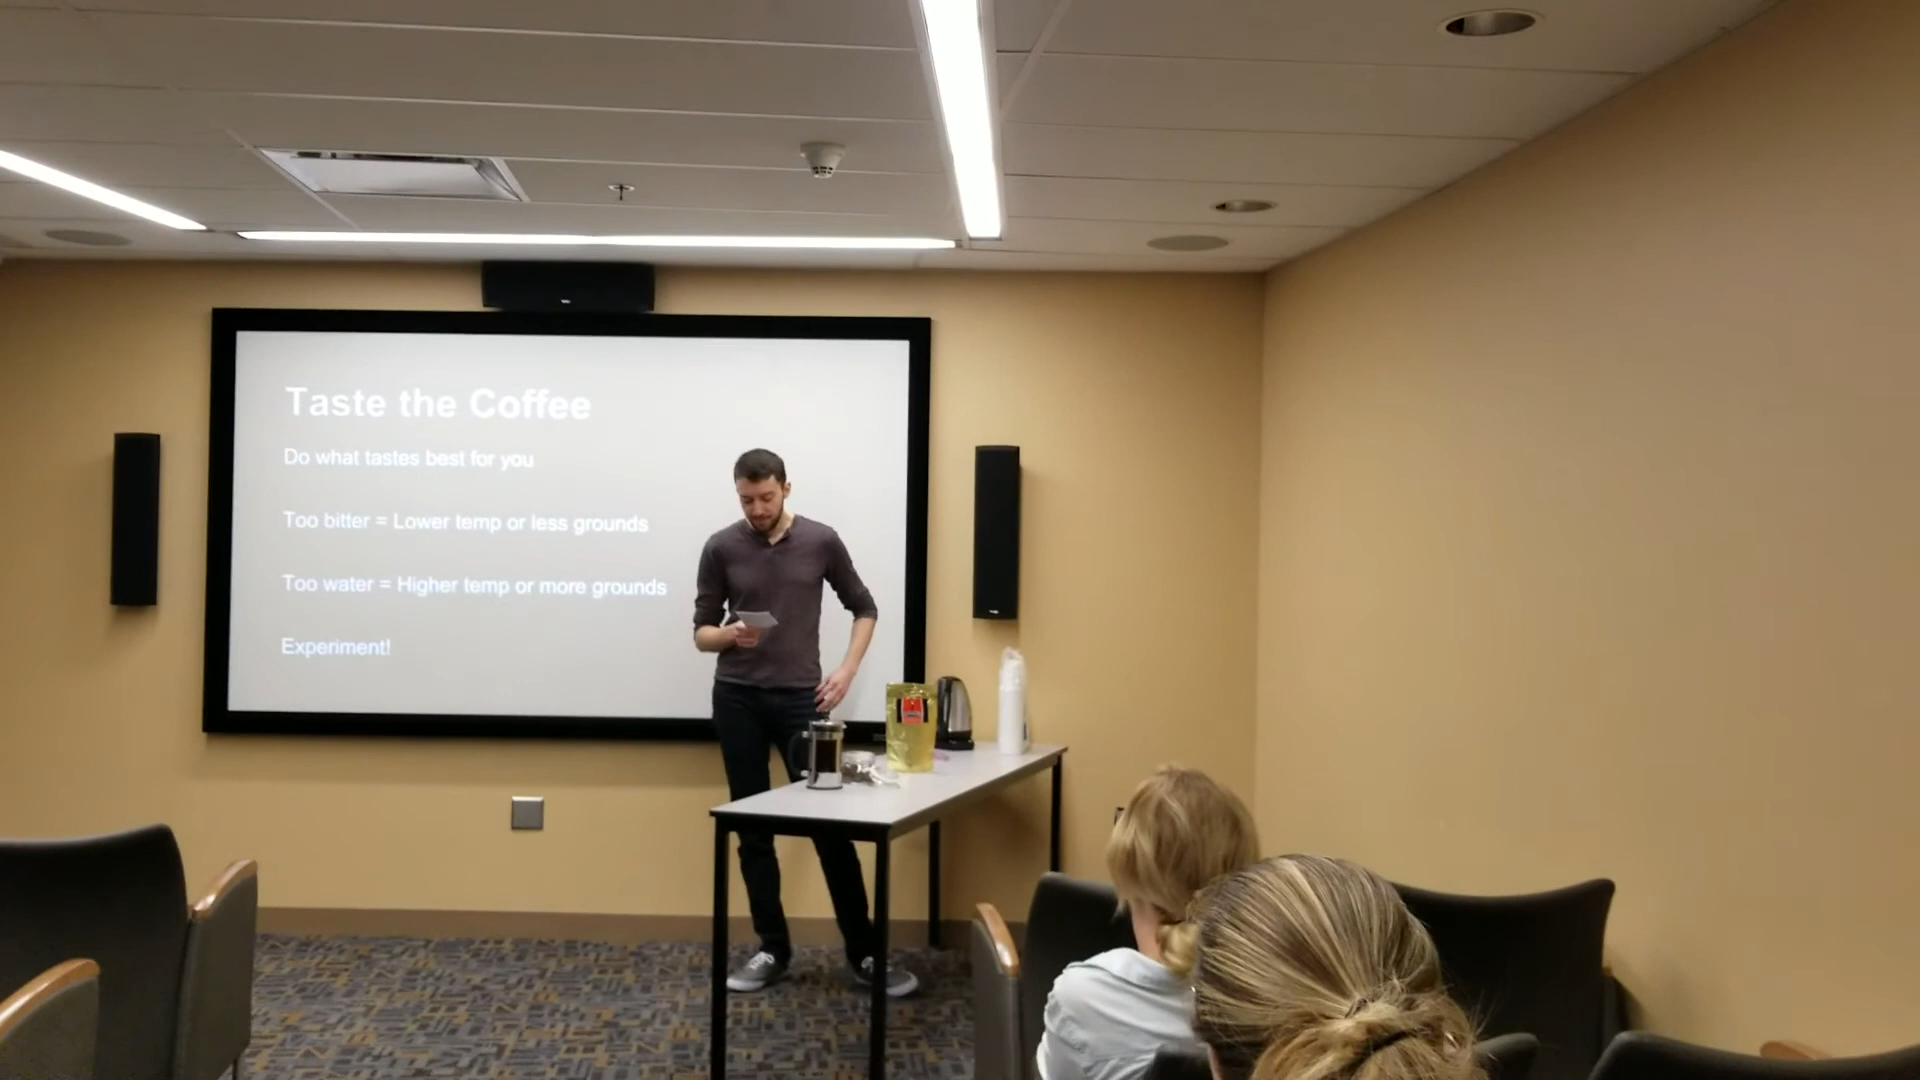 Taste the Coffee
Do what tastes best for you
Too bitter = Lower temp or less grounds
Too water = Higher temp or more grounds
Experiment!